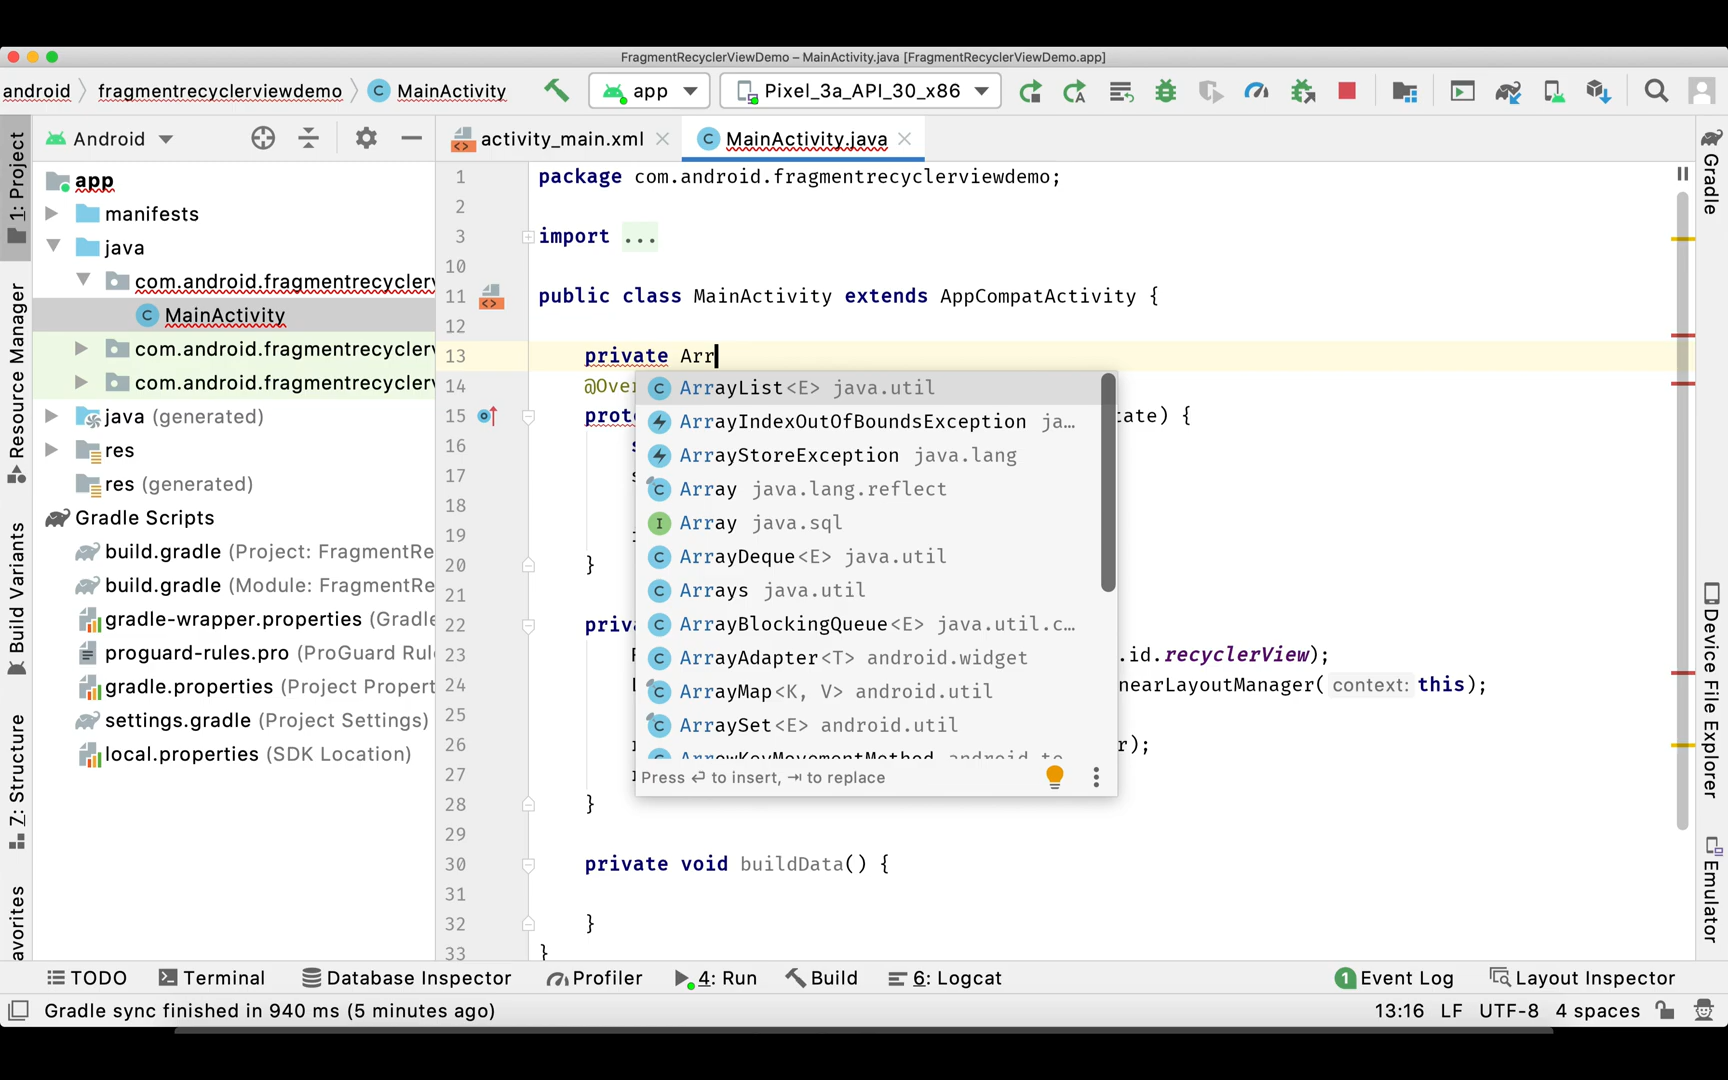 FragmentRecyclerViewDemo – MainActivity.java [FragmentRecyclerViewDemo.app]
android fragmentrecyclerviewdemo MainActivity app Pixel_3a_API_30_x86
Android
activity_main.xml MainActivity.java
1: Project
Resource Manager
Build Variants
Z: Structure
avorites
app
manifests
java
com.android.fragmentrecycler
MainActivity
com.android.fragmentrecycler
com.android.fragmentrecycler
java (generated)
res
res (generated)
Gradle Scripts
build.gradle (Project: FragmentRe
build.gradle (Module: FragmentRe
gradle-wrapper.properties (Gradle
proguard-rules.pro (ProGuard Rul
gradle.properties (Project Propert
settings.gradle (Project Settings)
local.properties (SDK Location)
1 package com.android.fragmentrecyclerviewdemo;
2
3 import ...
10
11 public class MainActivity extends AppCompatActivity {
12
13 private Arr
14 @Over
15 prot tate) {
16 s
17 s
18
19 i
20 }
21
22 priv
23 .id.recyclerView);
24 nearLayoutManager( context: this);
25
26 r);
27
28 }
29
30 private void buildData() {
31
32 }
33 }
ArrayList<E> java.util
ArrayIndexOutOfBoundsException ja…
ArrayStoreException java.lang
Array java.lang.reflect
Array java.sql
ArrayDeque<E> java.util
Arrays java.util
ArrayBlockingQueue<E> java.util.c…
ArrayAdapter<T> android.widget
ArrayMap<K, V> android.util
ArraySet<E> android.util
ArrowKeyMovementMethod android.te
Press ⏎ to insert, ⇥ to replace
Gradle
Device File Explorer
Emulator
TODO Terminal Database Inspector Profiler 4: Run Build 6: Logcat 1 Event Log Layout Inspector
Gradle sync finished in 940 ms (5 minutes ago) 13:16 LF UTF-8 4 spaces